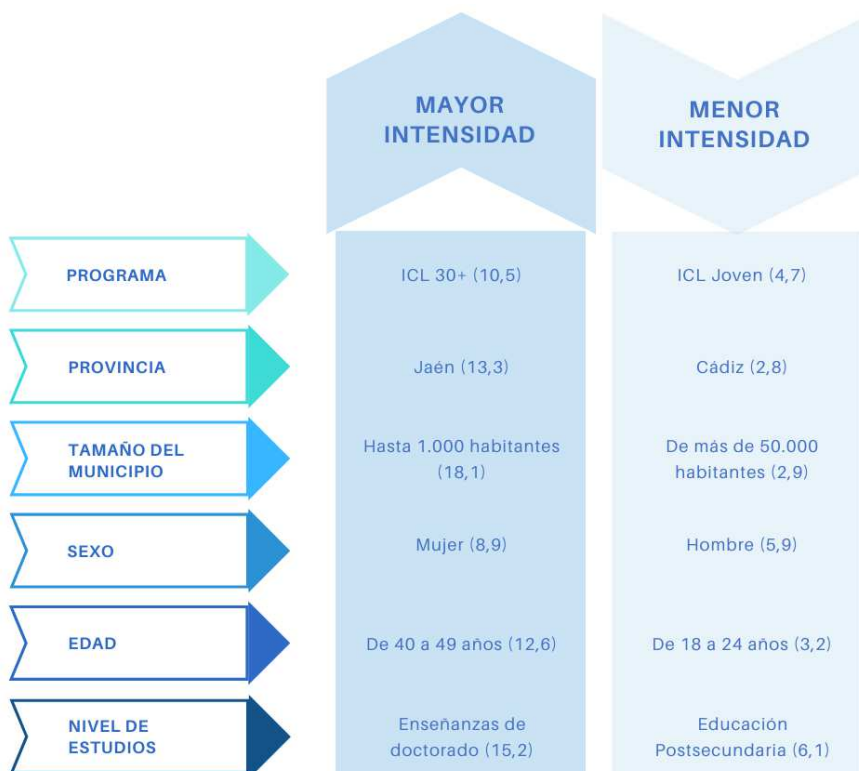 MAYOR
INTENSIDAD
MENOR
INTENSIDAD
PROGRAMA
ICL 30+ (10,5)
ICL Joven (4,7)
PROVINCIA
Jaén (13,3)
Cádiz (2,8)
TAMAÑO DEL
MUNICIPIO
Hasta 1.000 habitantes
(18,1)
De más de 50.000
habitantes (2,9)
SEXO
Mujer (8,9)
Hombre (5,9)
EDAD
De 40 a 49 años (12,6)
De 18 a 24 años (3,2)
NIVEL DE
ESTUDIOS
Enseñanzas de
doctorado (15,2)
Educación
Postsecundaria (6,1)